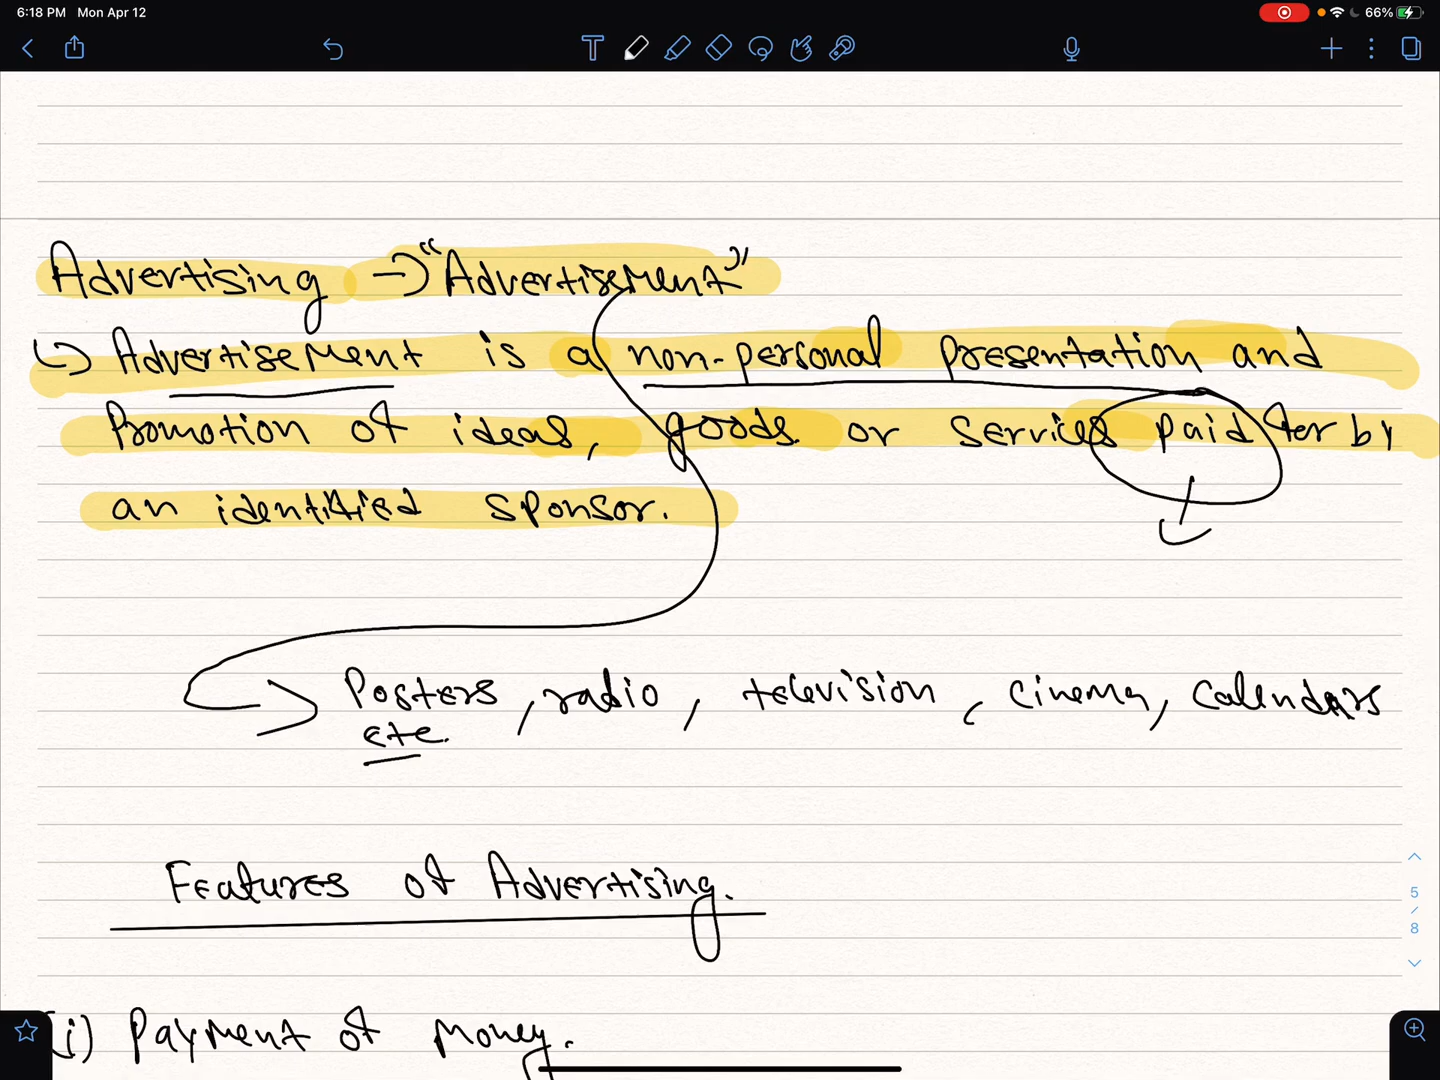 6:18 PM Mon Apr 12
66%
Advertising → "Advertisement"
↳ Advertisement is a non-personal presentation and
Promotion of ideas, goods or services paid for by
an identified sponsor.
Posters, radio, television, cinema, Calendars
etc.
Features of Advertising.
(i) Payment of Money.
5
/
8